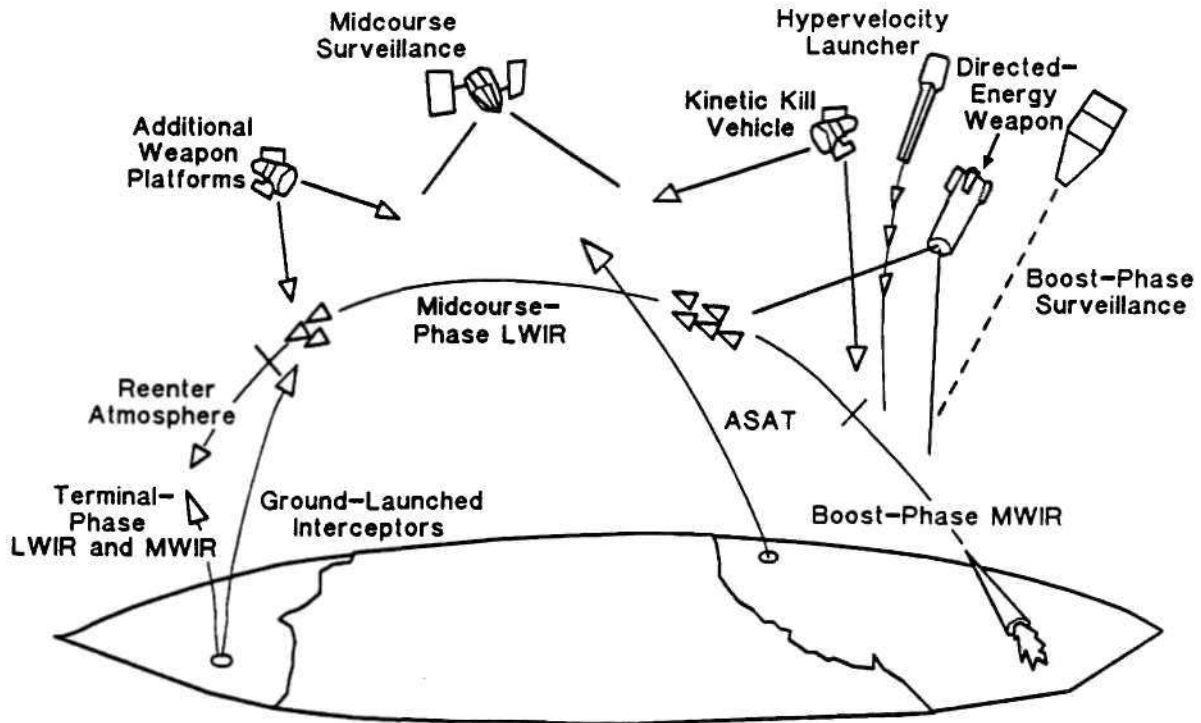 Midcourse
Surveillance
Hypervelocity
Launcher
Directed-
Energy
Weapon
Kinetic Kill
Vehicle
Additional
Weapon
Platforms
Boost-Phase
Surveillance
Midcourse-
Phase LWIR
Reenter
Atmosphere
ASAT
Terminal-
Phase
LWIR and MWIR
Ground-Launched
Interceptors
Boost-Phase MWIR